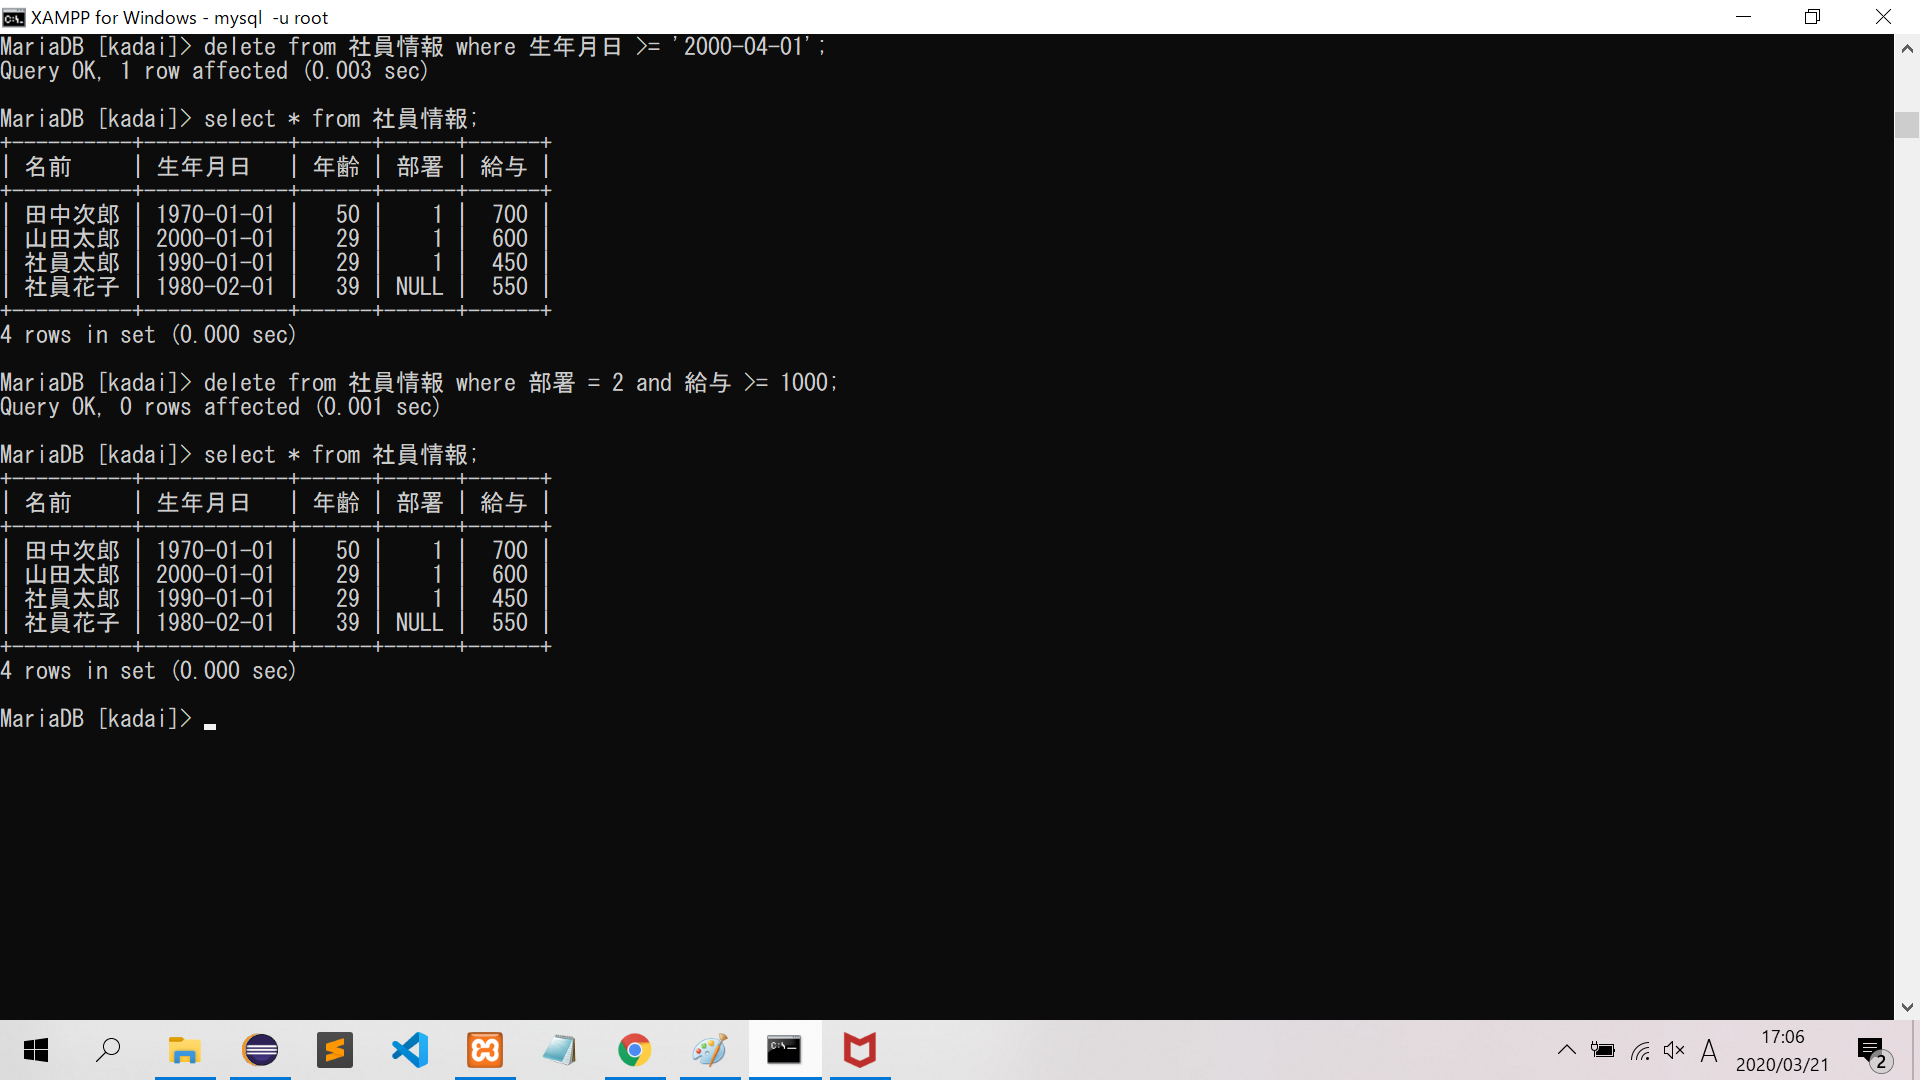 XAMPP for Windows - mysql  -u root
MariaDB [kadai]> delete from 社員情報 where 生年月日 >= '2000-04-01';
Query OK, 1 row affected (0.003 sec)
MariaDB [kadai]> select * from 社員情報;
+----------+------------+------+------+------+
| 名前     | 生年月日   | 年齢 | 部署 | 給与 |
+----------+------------+------+------+------+
| 田中次郎 | 1970-01-01 |   50 |    1 |  700 |
| 山田太郎 | 2000-01-01 |   29 |    1 |  600 |
| 社員太郎 | 1990-01-01 |   29 |    1 |  450 |
| 社員花子 | 1980-02-01 |   39 | NULL |  550 |
+----------+------------+------+------+------+
4 rows in set (0.000 sec)
MariaDB [kadai]> delete from 社員情報 where 部署 = 2 and 給与 >= 1000;
Query OK, 0 rows affected (0.001 sec)
MariaDB [kadai]> select * from 社員情報;
+----------+------------+------+------+------+
| 名前     | 生年月日   | 年齢 | 部署 | 給与 |
+----------+------------+------+------+------+
| 田中次郎 | 1970-01-01 |   50 |    1 |  700 |
| 山田太郎 | 2000-01-01 |   29 |    1 |  600 |
| 社員太郎 | 1990-01-01 |   29 |    1 |  450 |
| 社員花子 | 1980-02-01 |   39 | NULL |  550 |
+----------+------------+------+------+------+
4 rows in set (0.000 sec)
MariaDB [kadai]> _
A
17:06
2020/03/21
2